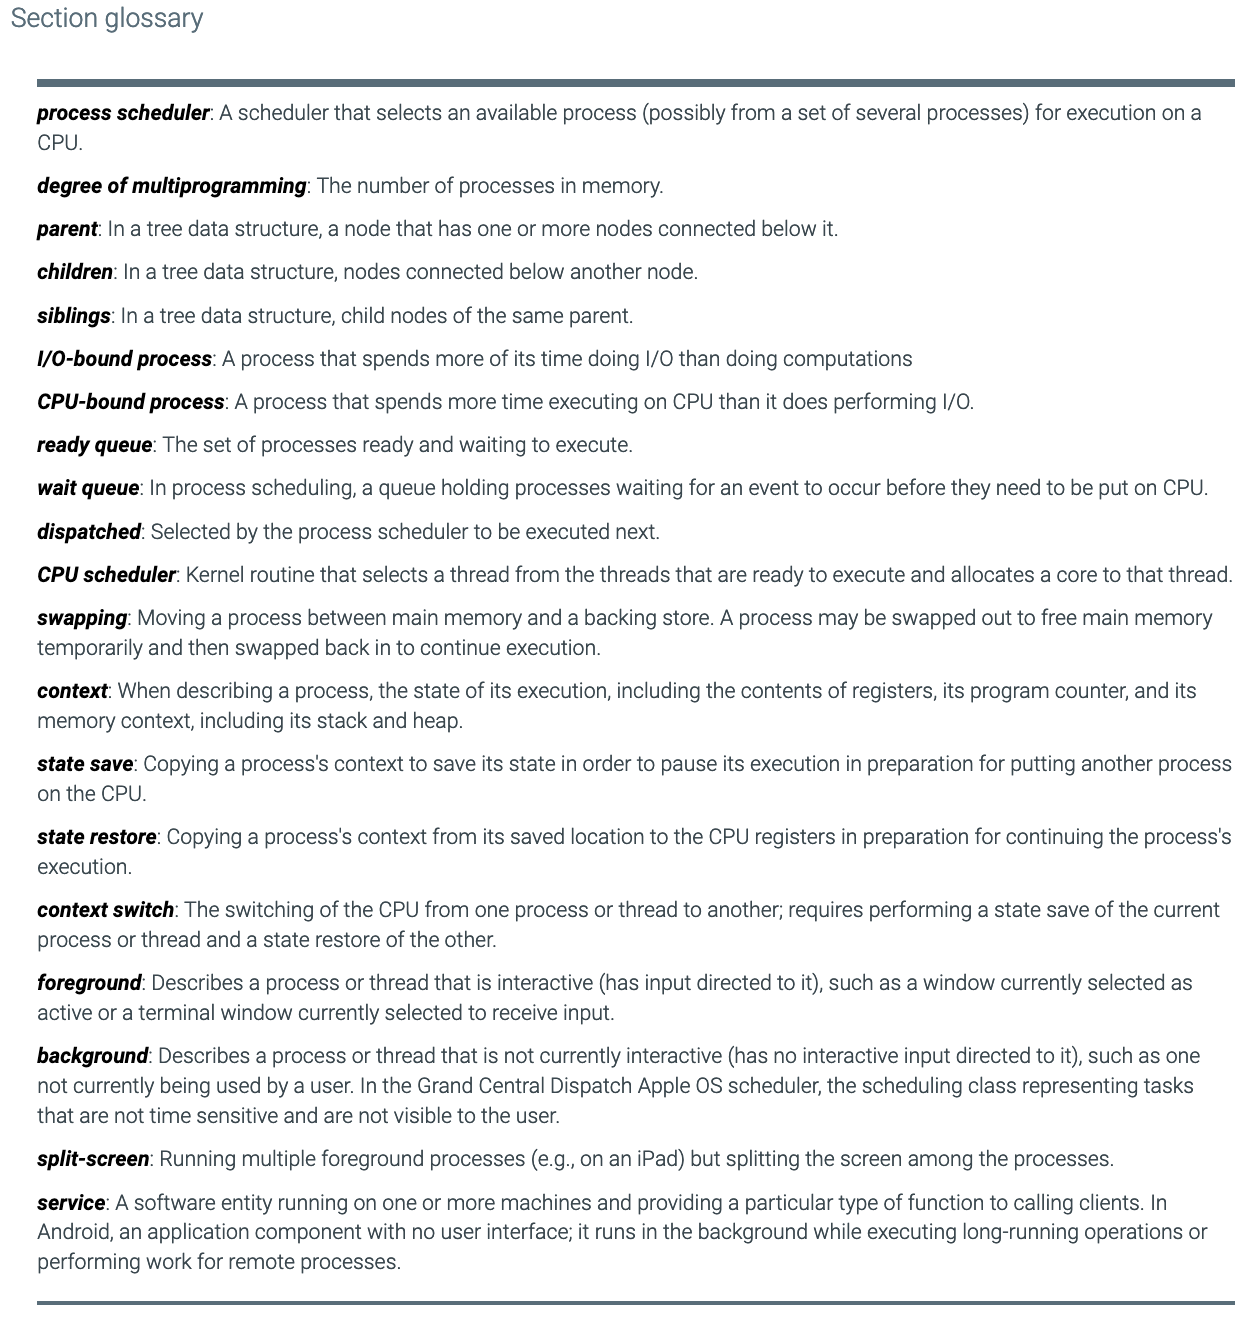 Section glossary
process scheduler: A scheduler that selects an available process (possibly from a set of several processes) for execution on a
CPU.
degree of multiprogramming: The number of processes in memory.
parent: In a tree data structure, a node that has one or more nodes connected below it.
children: In a tree data structure, nodes connected below another node.
siblings: In a tree data structure, child nodes of the same parent.
I/O-bound process: A process that spends more of its time doing I/O than doing computations
CPU-bound process: A process that spends more time executing on CPU than it does performing I/O.
ready queue: The set of processes ready and waiting to execute.
wait queue: In process scheduling, a queue holding processes waiting for an event to occur before they need to be put on CPU.
dispatched: Selected by the process scheduler to be executed next.
CPU scheduler: Kernel routine that selects a thread from the threads that are ready to execute and allocates a core to that thread.
swapping: Moving a process between main memory and a backing store. A process may be swapped out to free main memory
temporarily and then swapped back in to continue execution.
context: When describing a process, the state of its execution, including the contents of registers, its program counter, and its
memory context, including its stack and heap.
state save: Copying a process's context to save its state in order to pause its execution in preparation for putting another process
on the CPU.
state restore: Copying a process's context from its saved location to the CPU registers in preparation for continuing the process's
execution.
context switch: The switching of the CPU from one process or thread to another; requires performing a state save of the current
process or thread and a state restore of the other.
foreground: Describes a process or thread that is interactive (has input directed to it), such as a window currently selected as
active or a terminal window currently selected to receive input.
background: Describes a process or thread that is not currently interactive (has no interactive input directed to it), such as one
not currently being used by a user. In the Grand Central Dispatch Apple OS scheduler, the scheduling class representing tasks
that are not time sensitive and are not visible to the user.
split-screen: Running multiple foreground processes (e.g., on an iPad) but splitting the screen among the processes.
service: A software entity running on one or more machines and providing a particular type of function to calling clients. In
Android, an application component with no user interface; it runs in the background while executing long-running operations or
performing work for remote processes.